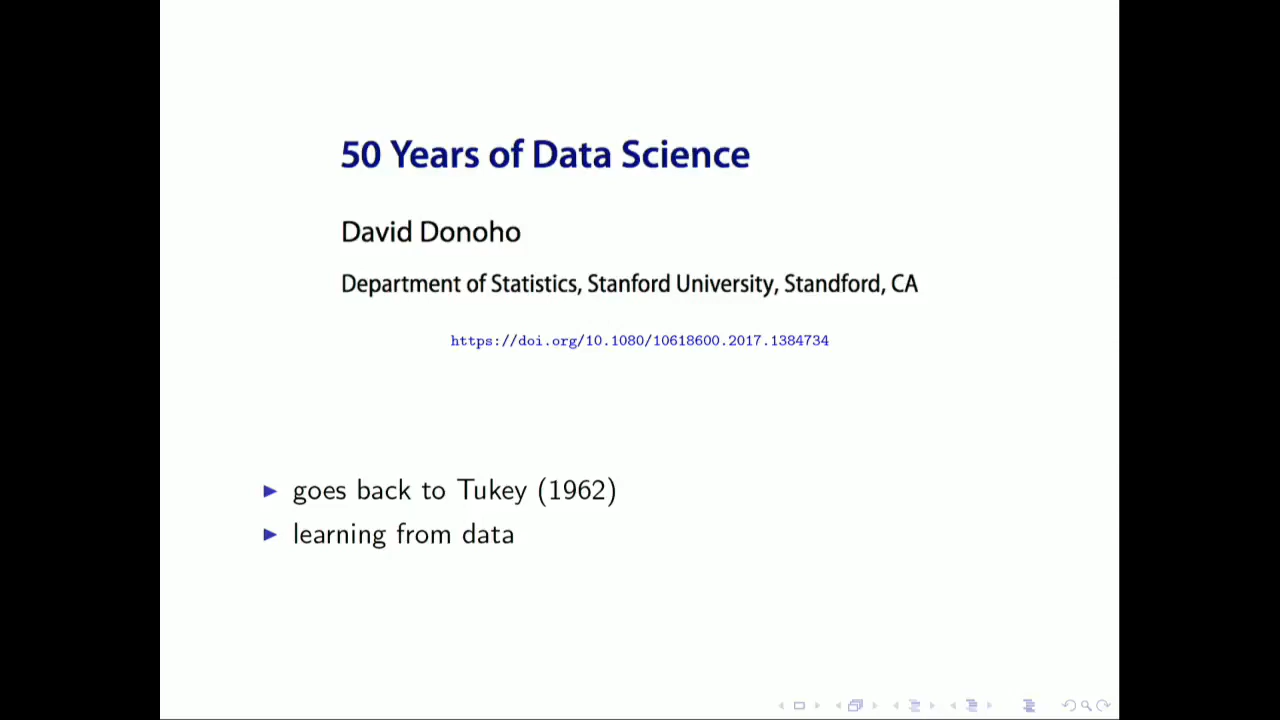 50 Years of Data Science
David Donoho
Department of Statistics, Stanford University, Standford, CA
https://doi.org/10.1080/10618600.2017.1384734
goes back to Tukey (1962)
learning from data